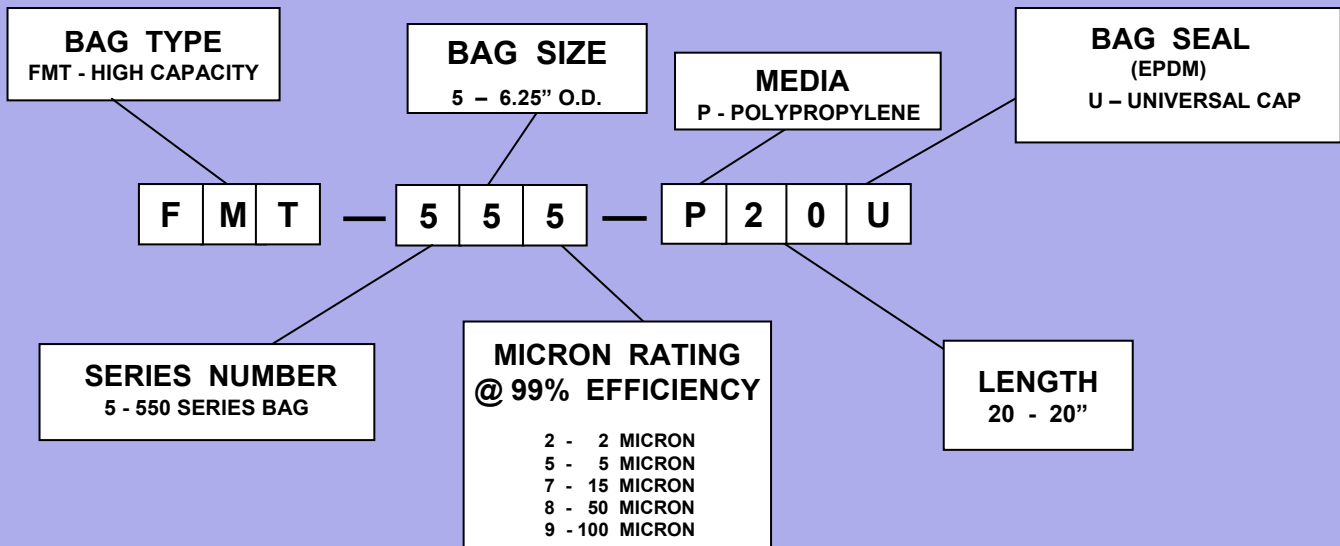 BAG TYPE
FMT - HIGH CAPACITY
BAG SIZE
5 – 6.25” O.D.
MEDIA
P - POLYPROPYLENE
BAG SEAL
(EPDM)
U – UNIVERSAL CAP
F M T — 5 5 5 — P 2 0 U
SERIES NUMBER
5 - 550 SERIES BAG
MICRON RATING
@ 99% EFFICIENCY
2 - 2 MICRON
5 - 5 MICRON
7 - 15 MICRON
8 - 50 MICRON
9 - 100 MICRON
LENGTH
20 - 20”